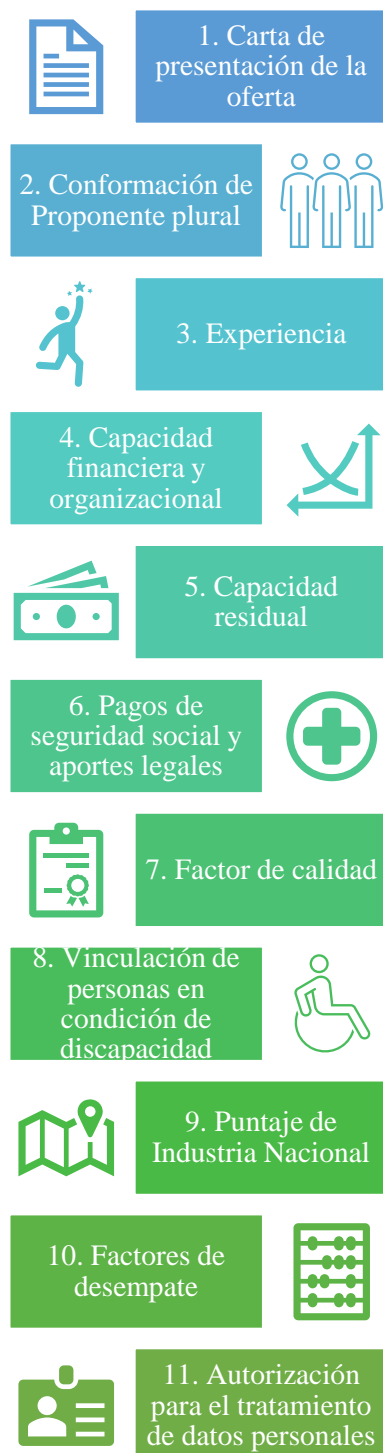 1. Carta de
presentación de la
oferta
2. Conformación de
Proponente plural
3. Experiencia
4. Capacidad
financiera y
organizacional
5. Capacidad
residual
6. Pagos de
seguridad social y
aportes legales
7. Factor de calidad
8. Vinculación de
personas en
condición de
discapacidad
9. Puntaje de
Industria Nacional
10. Factores de
desempate
11. Autorización
para el tratamiento
de datos personales